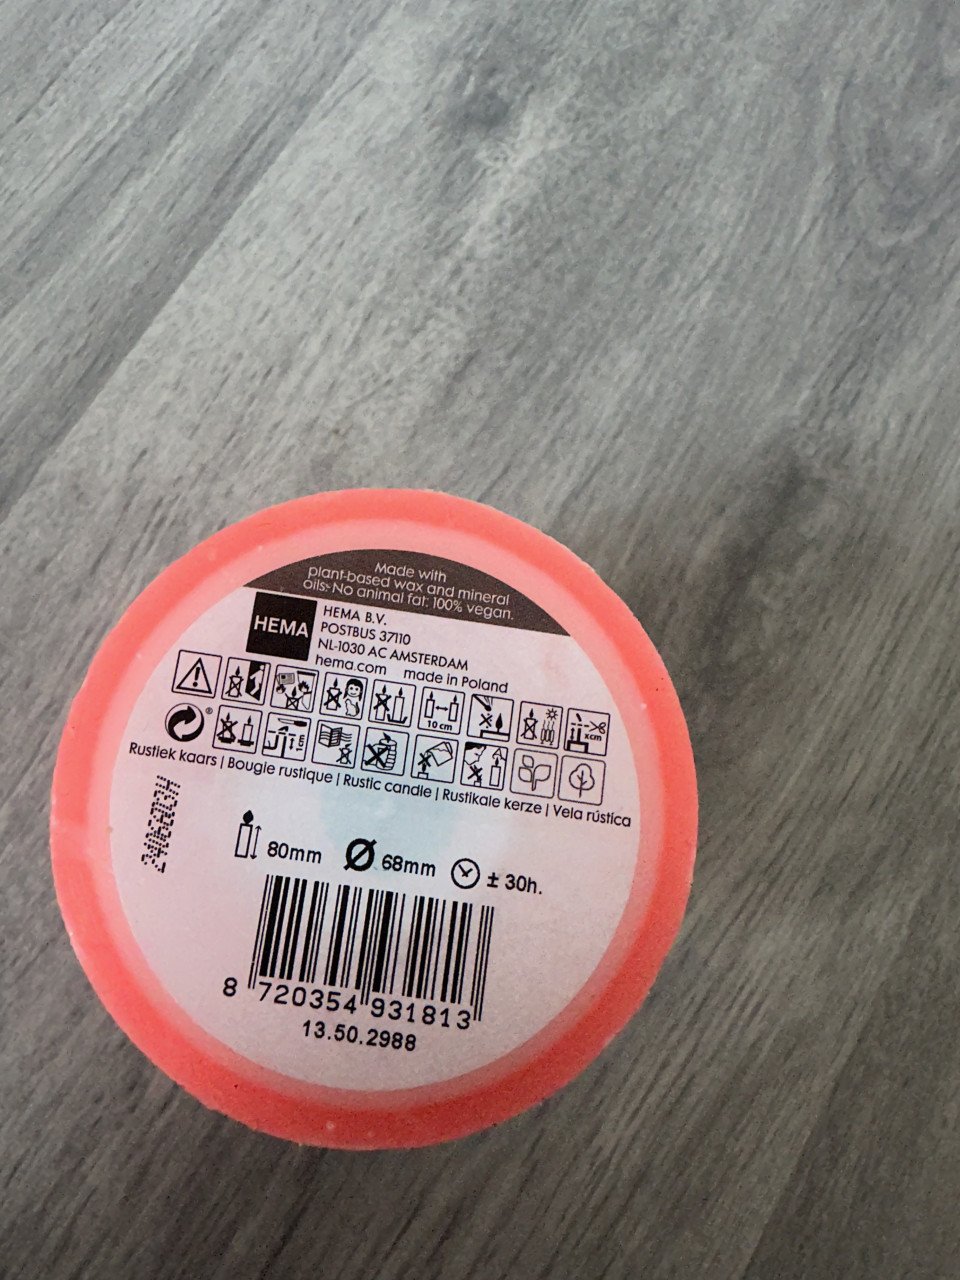 Made with
plant-based wax and mineral
oils. No animal fat: 100% vegan.
HEMA
HEMA B.V.
POSTBUS 37110
NL-1030 AC AMSTERDAM
hema.com made in Poland
10 cm
xcm
cm
Rustiek kaars | Bougie rustique | Rustic candle | Rustikale kerze | Vela rústica
80mm 68mm ± 30h.
8 720354 931813
13.50.2988